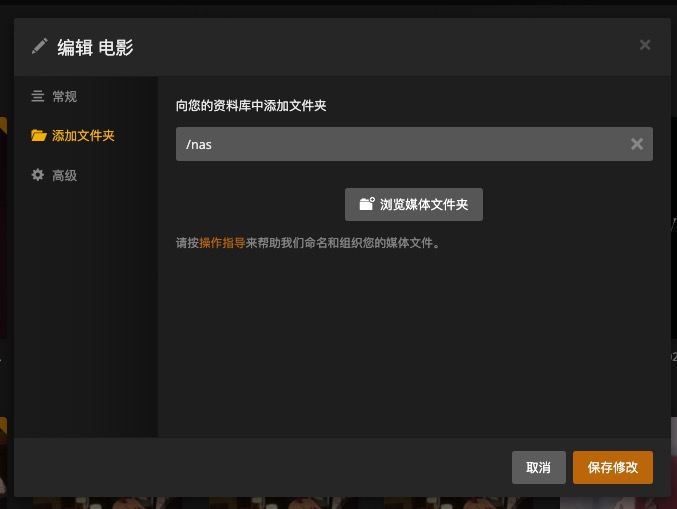 编辑 电影
常规
添加文件夹
高级
向您的资料库中添加文件夹
/nas
浏览媒体文件夹
请按操作指导来帮助我们命名和组织您的媒体文件。
取消
保存修改